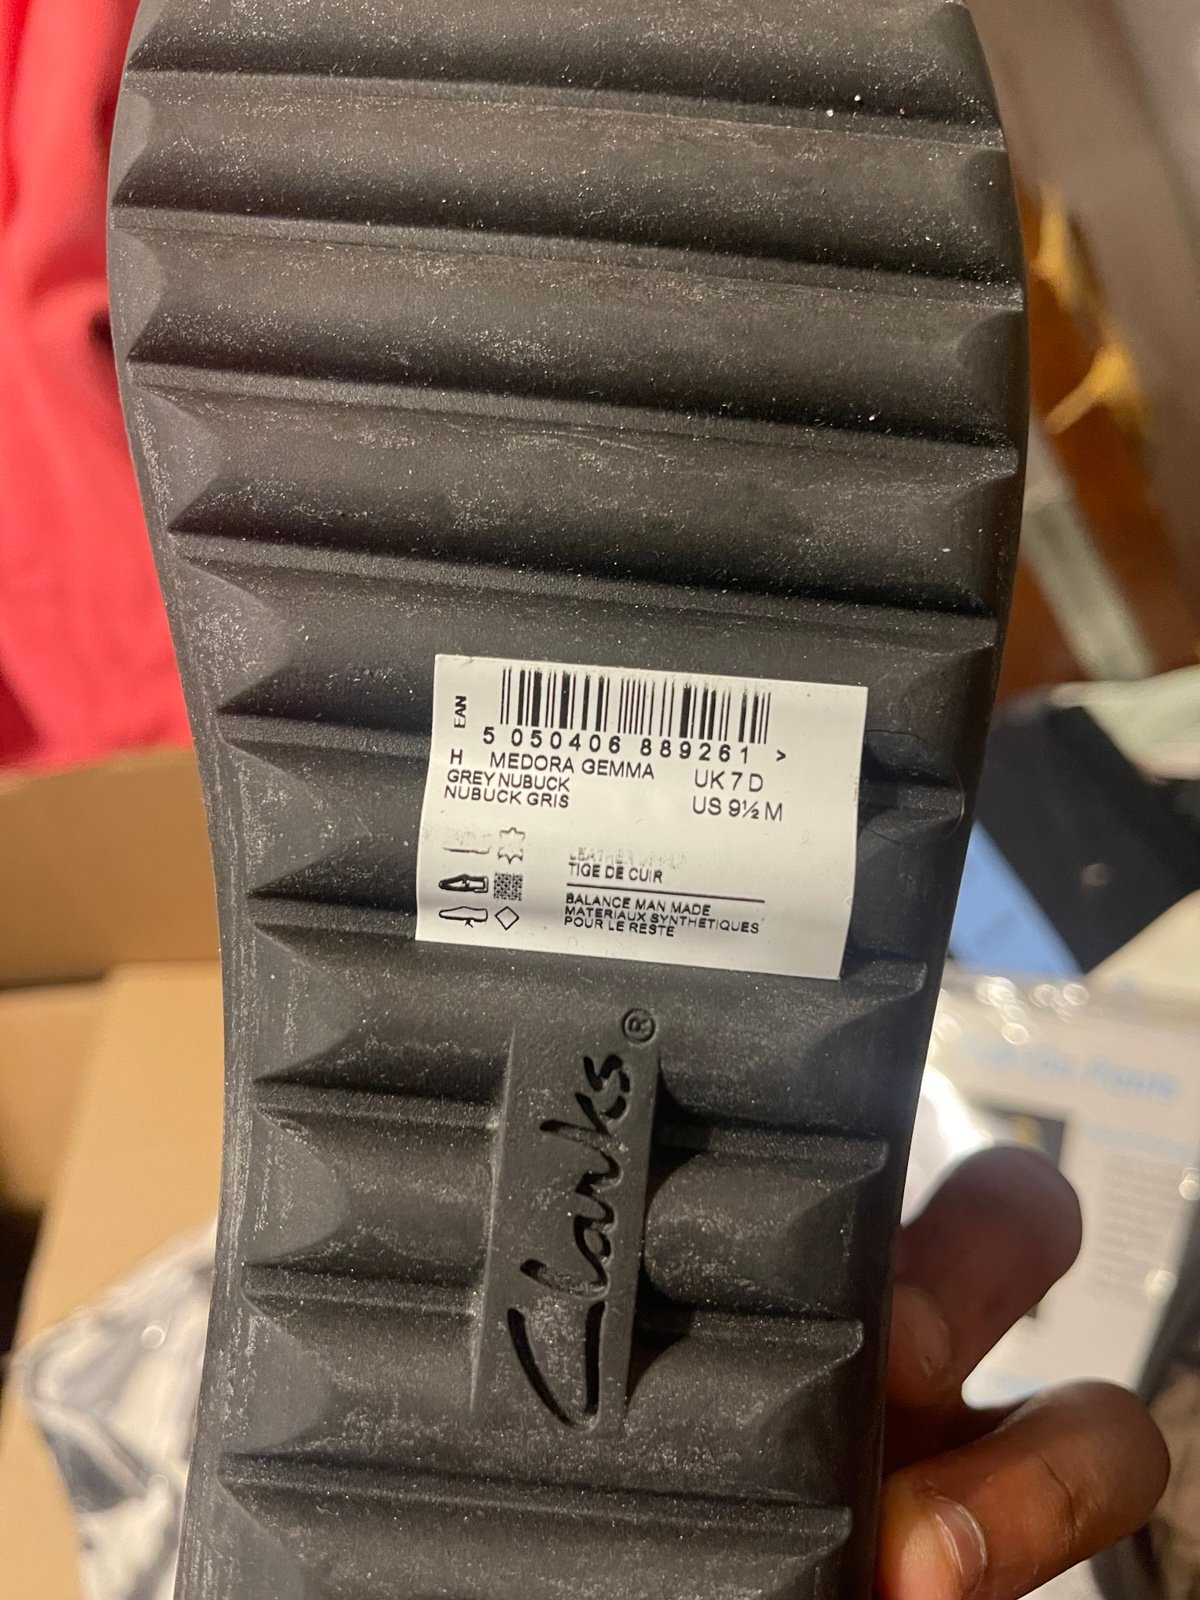 EAN
5 050406 889261 >
H MEDORA GEMMA UK 7 D
GREY NUBUCK
NUBUCK GRIS US 9½ M
LEATHER
TIGE DE CUIR
BALANCE MAN MADE
MATERIAUX SYNTHETIQUES
POUR LE RESTE
Clarks®